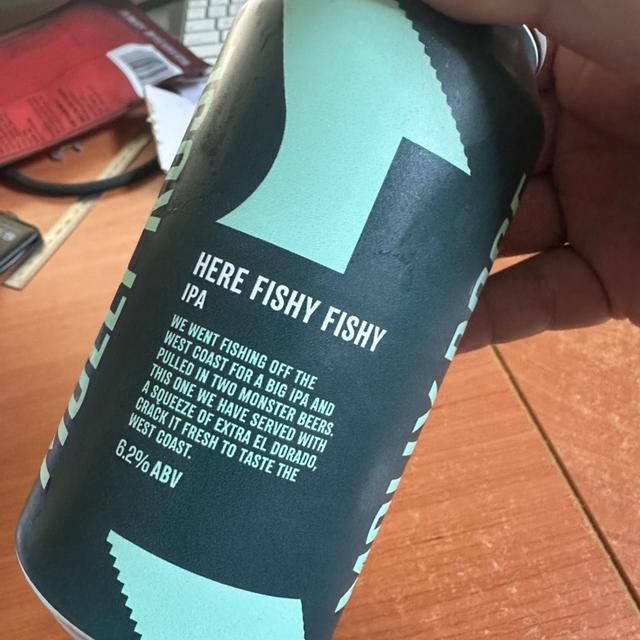 HERE FISHY FISHY
IPA
WE WENT FISHING OFF THE
WEST COAST FOR A BIG IPA AND
PULLED IN TWO MONSTER BEERS.
THIS ONE WE HAVE SERVED WITH
A SQUEEZE OF EXTRA EL DORADO,
CRACK IT FRESH TO TASTE THE
WEST COAST.
6.2% ABV
MOLLY ROSE